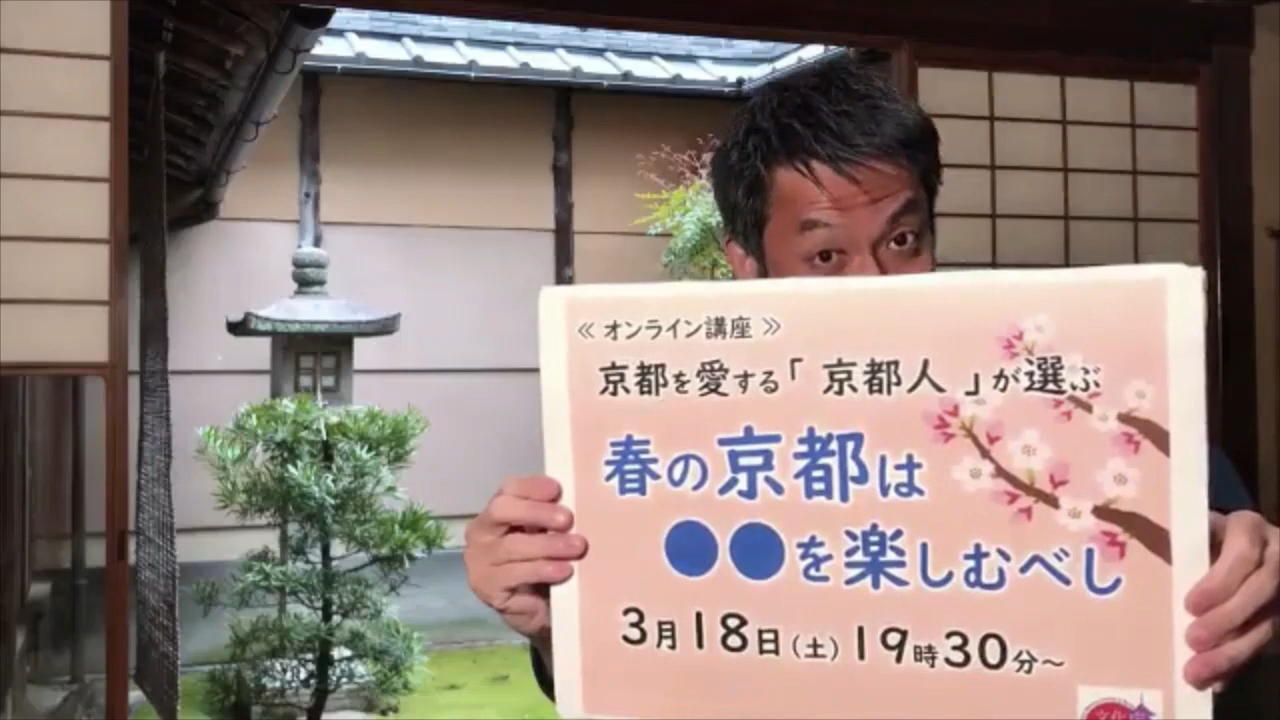 ≪ オンライン講座 ≫
京都を愛する「 京都人 」が選ぶ
春の京都は
●●を楽しむべし
3月18日(土)19時30分～